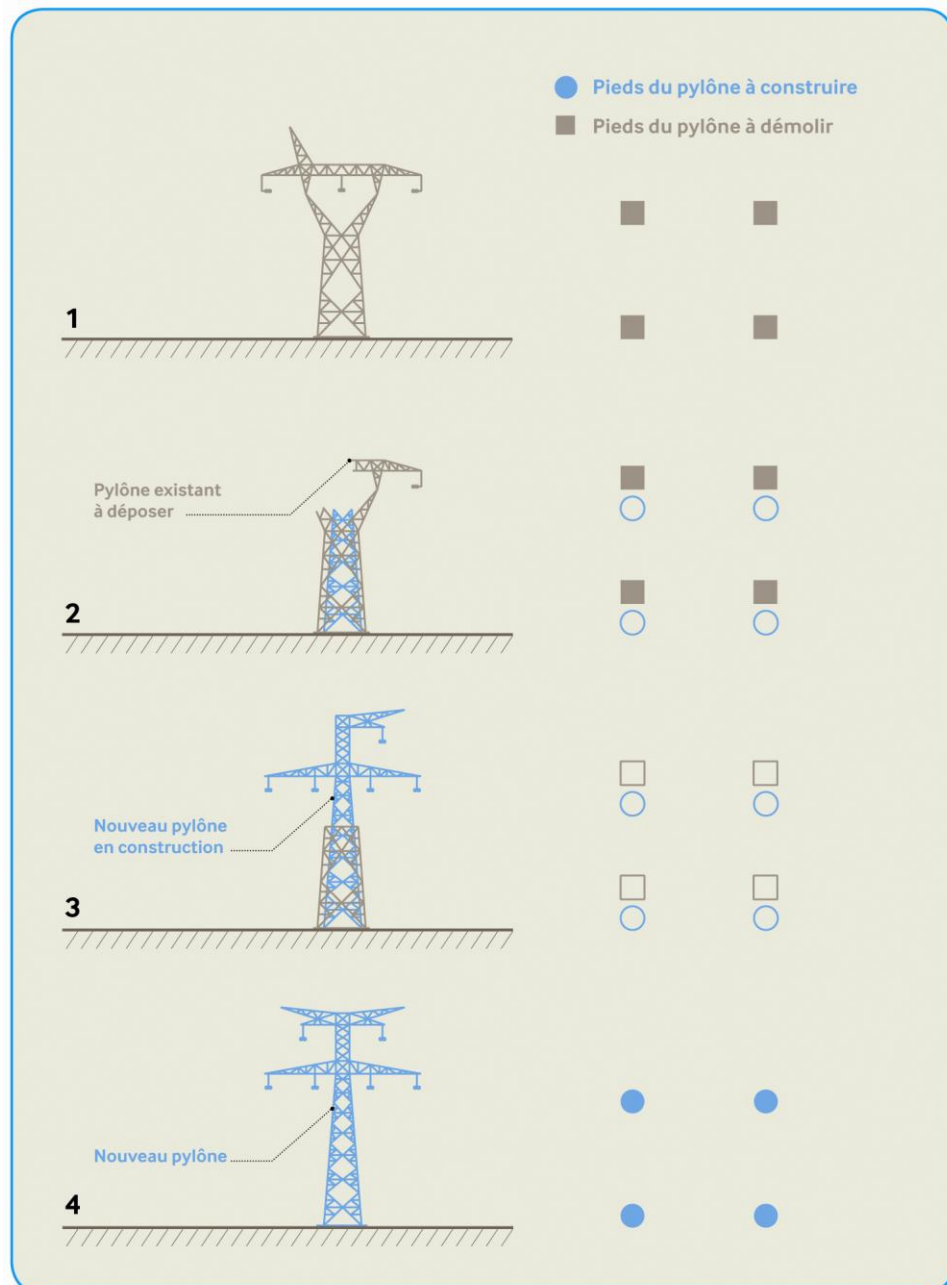 Pieds du pylône à construire
Pieds du pylône à démolir
1
Pylône existant
à déposer
2
Nouveau pylône
en construction
3
Nouveau pylône
4